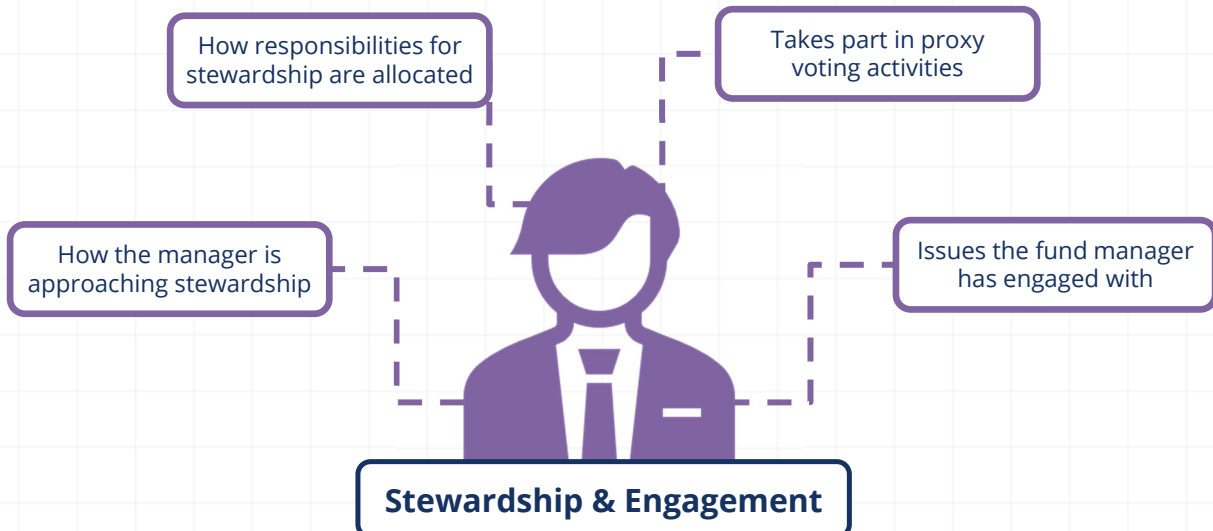 How responsibilities for
stewardship are allocated
Takes part in proxy
voting activities
How the manager is
approaching stewardship
Issues the fund manager
has engaged with
Stewardship & Engagement